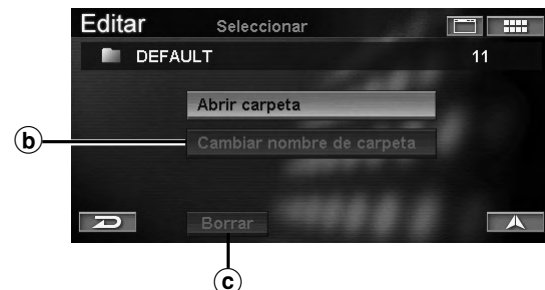 Editar Seleccionar
DEFAULT 11
Abrir carpeta
b Cambiar nombre de carpeta
Borrar
c